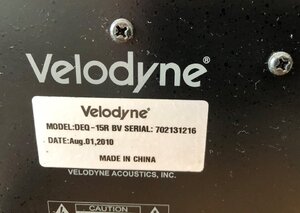 Velodyne®
Velodyne®
MODEL:DEQ-15R BV SERIAL: 702131216
DATE:Aug.01,2010
MADE IN CHINA
VELODYNE ACOUSTICS, INC.
CAUTION